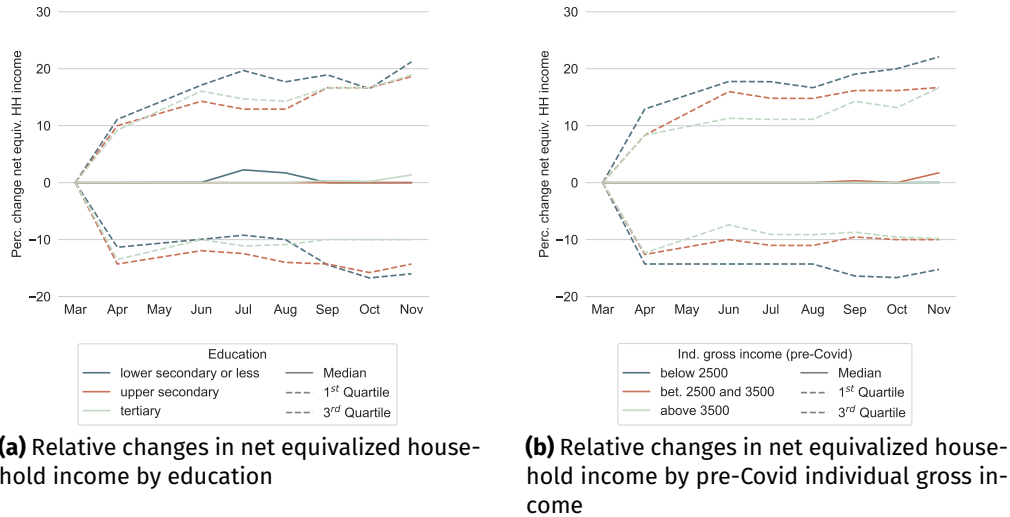 Perc. change net equiv. HH income
30
20
10
0
−10
−20
Mar Apr May Jun Jul Aug Sep Oct Nov
Education
lower secondary or less
upper secondary
tertiary
Median
1st Quartile
3rd Quartile
(a) Relative changes in net equivalized house-
hold income by education
Perc. change net equiv. HH income
30
20
10
0
−10
−20
Mar Apr May Jun Jul Aug Sep Oct Nov
Ind. gross income (pre-Covid)
below 2500
bet. 2500 and 3500
above 3500
Median
1st Quartile
3rd Quartile
(b) Relative changes in net equivalized house-
hold income by pre-Covid individual gross in-
come